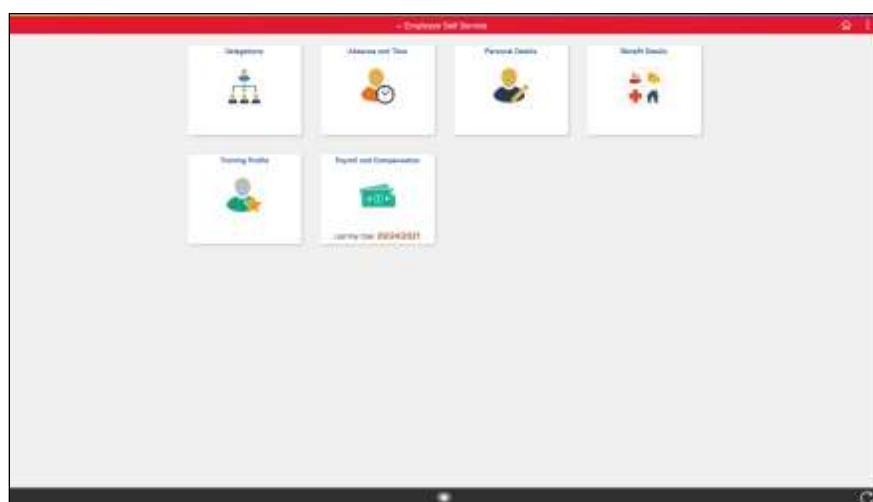 Employee Self Service
Delegations
Absence and Time
Personal Details
Benefit Details
Training Profile
Payroll and Compensation
Last Pay Date